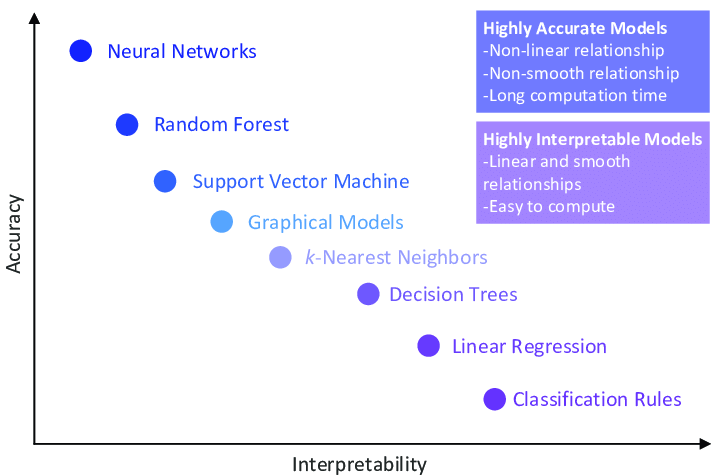 Highly Accurate Models
-Non-linear relationship
-Non-smooth relationship
-Long computation time
Highly Interpretable Models
-Linear and smooth
relationships
-Easy to compute
Neural Networks
Random Forest
Support Vector Machine
Graphical Models
k-Nearest Neighbors
Decision Trees
Linear Regression
Classification Rules
Accuracy
Interpretability